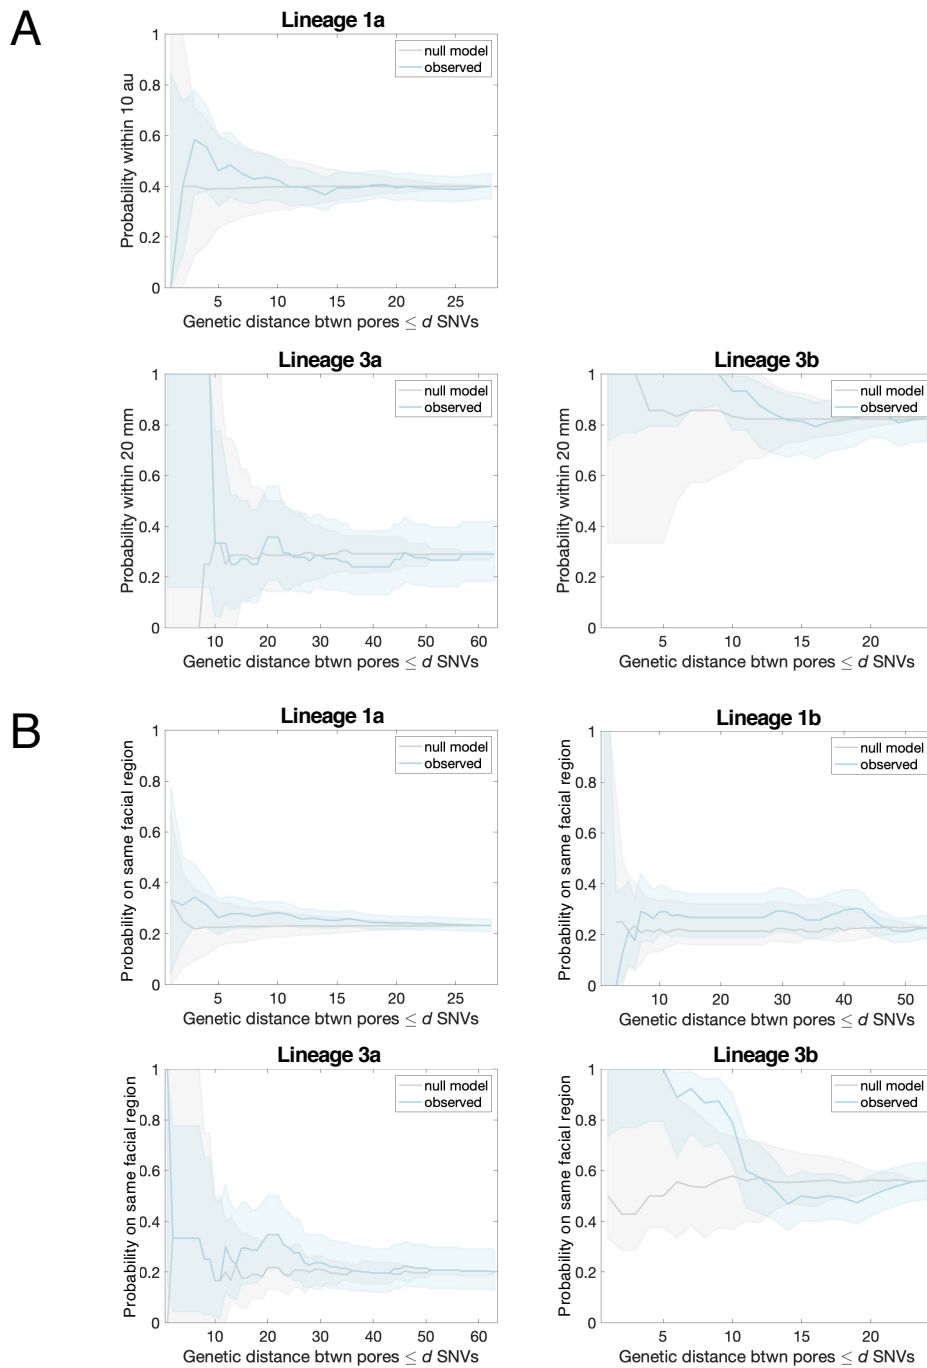 A
Lineage 1a
null model
observed
Probability within 10 au
1
0.8
0.6
0.4
0.2
0
5 10 15 20 25
Genetic distance btwn pores ≤ d SNVs
Lineage 3a
null model
observed
Probability within 20 mm
1
0.8
0.6
0.4
0.2
0
10 20 30 40 50 60
Genetic distance btwn pores ≤ d SNVs
Lineage 3b
null model
observed
Probability within 20 mm
1
0.8
0.6
0.4
0.2
0
5 10 15 20
Genetic distance btwn pores ≤ d SNVs
B
Lineage 1a
null model
observed
Probability on same facial region
1
0.8
0.6
0.4
0.2
0
5 10 15 20 25
Genetic distance btwn pores ≤ d SNVs
Lineage 1b
null model
observed
Probability on same facial region
1
0.8
0.6
0.4
0.2
0
10 20 30 40 50
Genetic distance btwn pores ≤ d SNVs
Lineage 3a
null model
observed
Probability on same facial region
1
0.8
0.6
0.4
0.2
0
10 20 30 40 50 60
Genetic distance btwn pores ≤ d SNVs
Lineage 3b
null model
observed
Probability on same facial region
1
0.8
0.6
0.4
0.2
0
5 10 15 20
Genetic distance btwn pores ≤ d SNVs